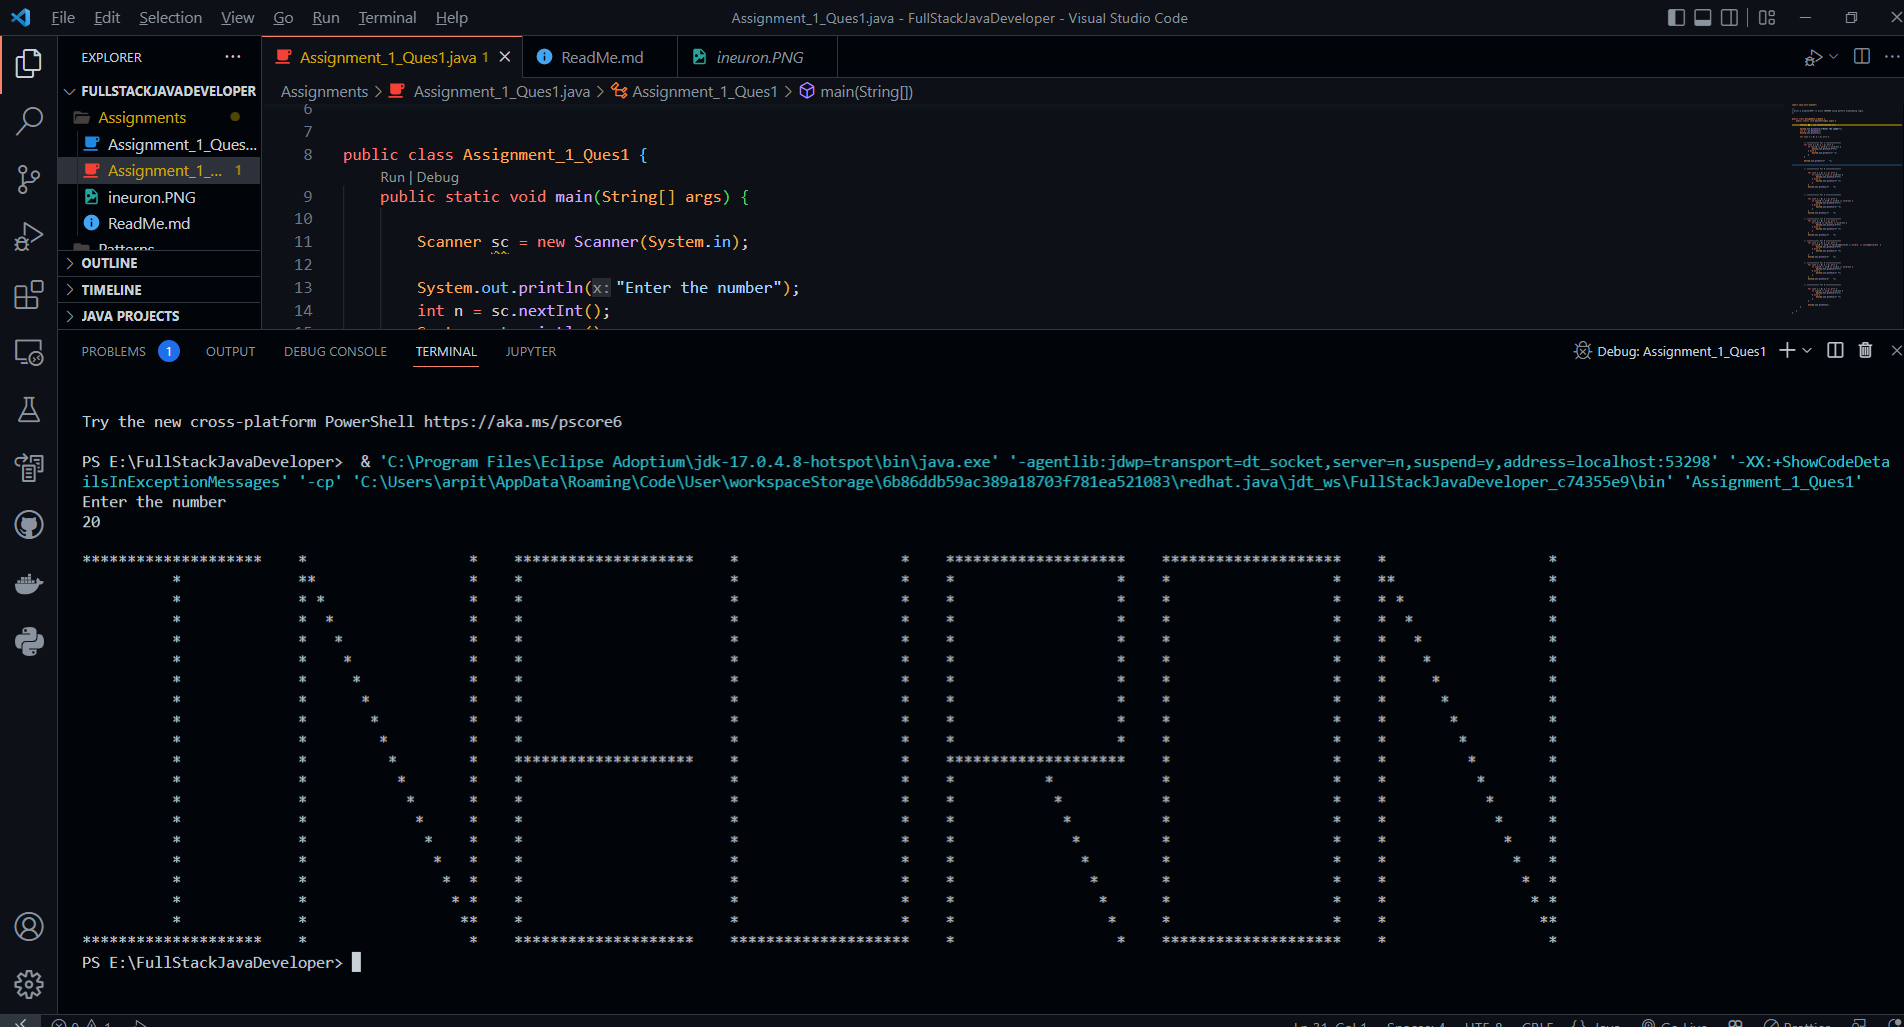 File Edit Selection View Go Run Terminal Help
Assignment_1_Ques1.java - FullStackJavaDeveloper - Visual Studio Code
EXPLORER ···
FULLSTACKJAVADEVELOPER
Assignments
Assignment_1_Ques...
Assignment_1_... 1
ineuron.PNG
ReadMe.md
Patterns
OUTLINE
TIMELINE
JAVA PROJECTS
Assignment_1_Ques1.java 1
ReadMe.md
ineuron.PNG
Assignments > Assignment_1_Ques1.java > Assignment_1_Ques1 > main(String[])
6
7
8 public class Assignment_1_Ques1 {
Run | Debug
9 public static void main(String[] args) {
10
11 Scanner sc = new Scanner(System.in);
12
13 System.out.println(x: "Enter the number");
14 int n = sc.nextInt();
PROBLEMS 1 OUTPUT DEBUG CONSOLE TERMINAL JUPYTER
Debug: Assignment_1_Ques1
Try the new cross-platform PowerShell https://aka.ms/pscore6
PS E:\FullStackJavaDeveloper>  & 'C:\Program Files\Eclipse Adoptium\jdk-17.0.4.8-hotspot\bin\java.exe' '-agentlib:jdwp=transport=dt_socket,server=n,suspend=y,address=localhost:53298' '-XX:+ShowCodeDeta
ilsInExceptionMessages' '-cp' 'C:\Users\arpit\AppData\Roaming\Code\User\workspaceStorage\6b86ddb59ac389a18703f781ea521083\redhat.java\jdt_ws\FullStackJavaDeveloper_c74355e9\bin' 'Assignment_1_Ques1'
Enter the number
20
INEURON
PS E:\FullStackJavaDeveloper>